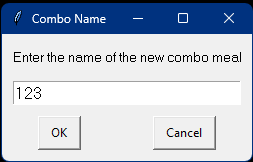 Combo Name
Enter the name of the new combo meal
123
OK Cancel